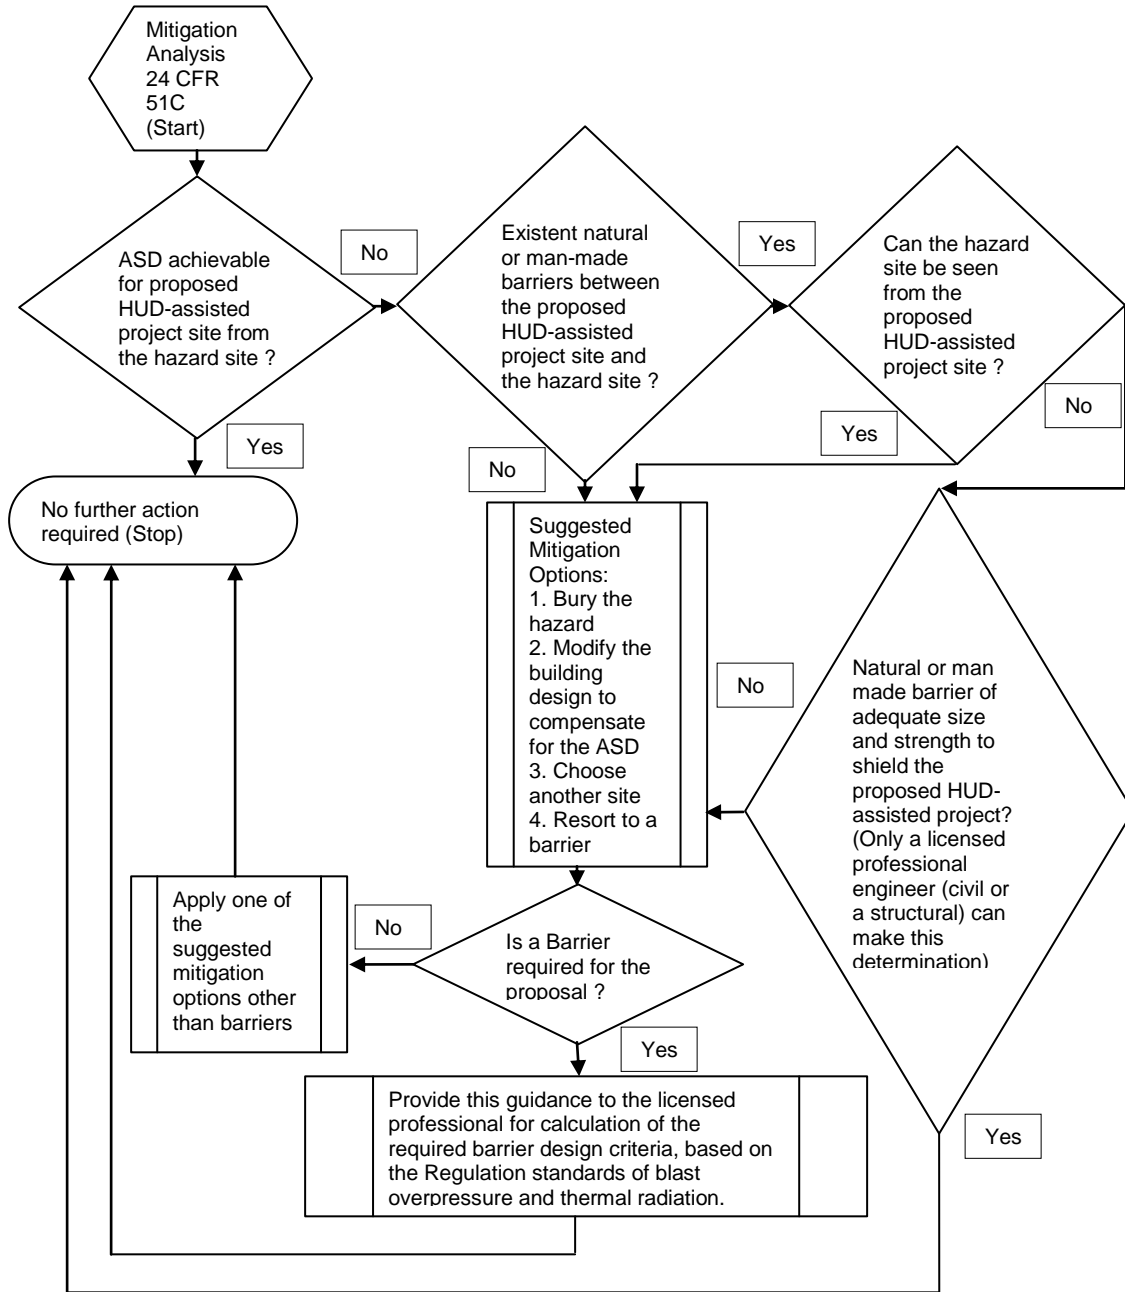 Mitigation
Analysis
24 CFR
51C
(Start)
ASD achievable
for proposed
HUD-assisted
project site from
the hazard site ?
No
Existent natural
or man-made
barriers between
the proposed
HUD-assisted
project site and
the hazard site ?
Yes
Can the hazard
site be seen
from the
proposed
HUD-assisted
project site ?
No
Yes
Yes
No
No further action
required (Stop)
Suggested
Mitigation
Options:
1. Bury the
hazard
2. Modify the
building
design to
compensate
for the ASD
3. Choose
another site
4. Resort to a
barrier
No
Natural or man
made barrier of
adequate size
and strength to
shield the
proposed HUD-
assisted project?
(Only a licensed
professional
engineer (civil or
a structural) can
make this
determination)
Apply one of
the
suggested
mitigation
options other
than barriers
No
Is a Barrier
required for the
proposal ?
Yes
Provide this guidance to the licensed
professional for calculation of the
required barrier design criteria, based on
the Regulation standards of blast
overpressure and thermal radiation.
Yes